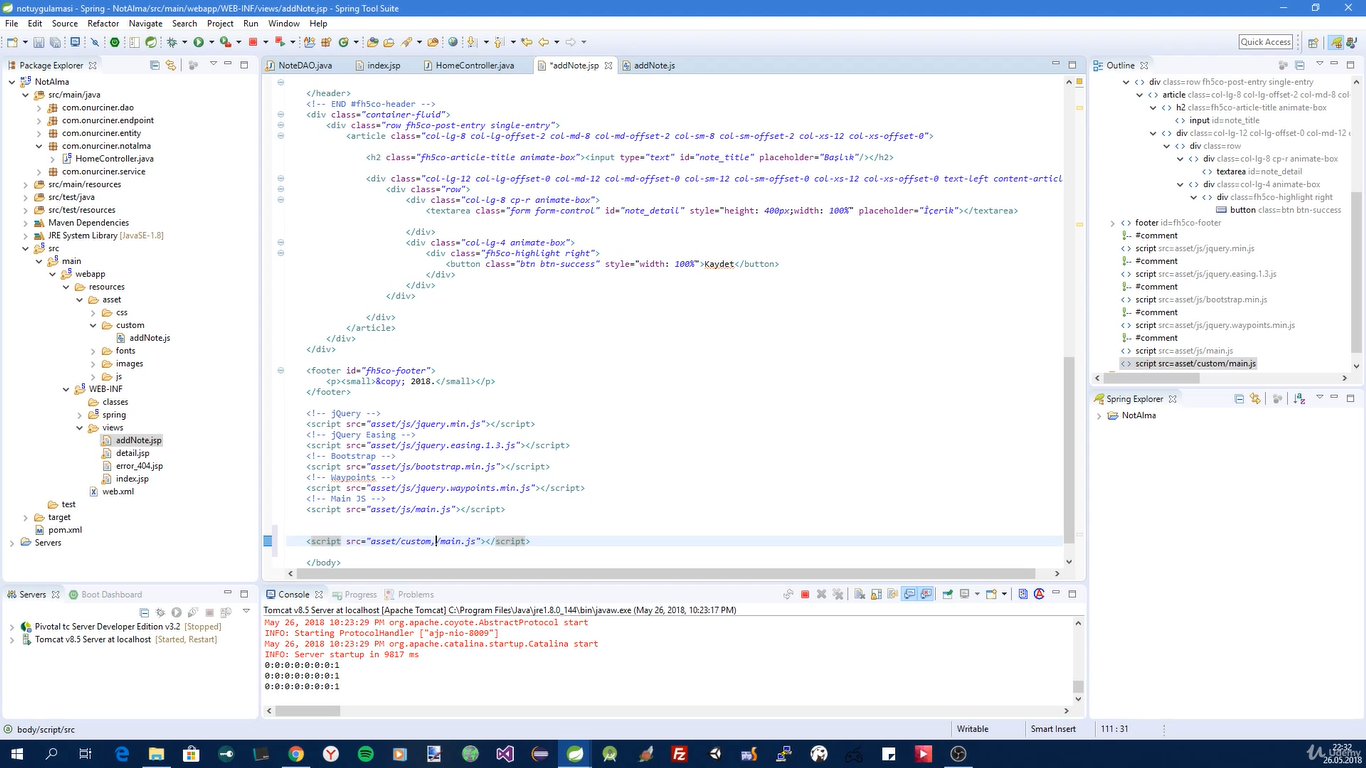 notuygulamasi - Spring - NotAlma/src/main/webapp/WEB-INF/views/addNote.jsp - Spring Tool Suite
File Edit Source Refactor Navigate Search Project Run Window Help
Quick Access
Package Explorer
NotAlma
src/main/java
com.onurciner.dao
com.onurciner.endpoint
com.onurciner.entity
com.onurciner.notalma
HomeController.java
com.onurciner.service
src/main/resources
src/test/java
src/test/resources
Maven Dependencies
JRE System Library [JavaSE-1.8]
src
main
webapp
resources
asset
css
custom
addNote.js
fonts
images
js
WEB-INF
classes
spring
views
addNote.jsp
detail.jsp
error_404.jsp
index.jsp
web.xml
test
target
pom.xml
Servers
NoteDAO.java index.jsp HomeController.java *addNote.jsp addNote.js
</header>
<!-- END #fh5co-header -->
<div class="container-fluid">
<div class="row fh5co-post-entry single-entry">
<article class="col-lg-8 col-lg-offset-2 col-md-8 col-md-offset-2 col-sm-8 col-sm-offset-2 col-xs-12 col-xs-offset-0">
<h2 class="fh5co-article-title animate-box"><input type="text" id="note_title" placeholder="Başlık"/></h2>
<div class="col-lg-12 col-lg-offset-0 col-md-12 col-md-offset-0 col-sm-12 col-sm-offset-0 col-xs-12 col-xs-offset-0 text-left content-articl
<div class="row">
<div class="col-lg-8 cp-r animate-box">
<textarea class="form form-control" id="note_detail" style="height: 400px;width: 100%" placeholder="İçerik"></textarea>
</div>
<div class="col-lg-4 animate-box">
<div class="fh5co-highlight right">
<button class="btn btn-success" style="width: 100%">Kaydet</button>
</div>
</div>
</div>
</div>
</article>
</div>
</div>
<footer id="fh5co-footer">
<p><small>&copy; 2018.</small></p>
</footer>
<!-- jQuery -->
<script src="asset/js/jquery.min.js"></script>
<!-- jQuery Easing -->
<script src="asset/js/jquery.easing.1.3.js"></script>
<!-- Bootstrap -->
<script src="asset/js/bootstrap.min.js"></script>
<!-- Waypoints -->
<script src="asset/js/jquery.waypoints.min.js"></script>
<!-- Main JS -->
<script src="asset/js/main.js"></script>
<script src="asset/custom,/main.js"></script>
</body>
Outline
div class=row fh5co-post-entry single-entry
article class=col-lg-8 col-lg-offset-2 col-md-8 co
h2 class=fh5co-article-title animate-box
input id=note_title
div class=col-lg-12 col-lg-offset-0 col-md-12 c
div class=row
div class=col-lg-8 cp-r animate-box
textarea id=note_detail
div class=col-lg-4 animate-box
div class=fh5co-highlight right
button class=btn btn-success
footer id=fh5co-footer
#comment
script src=asset/js/jquery.min.js
#comment
script src=asset/js/jquery.easing.1.3.js
#comment
script src=asset/js/bootstrap.min.js
#comment
script src=asset/js/jquery.waypoints.min.js
#comment
script src=asset/js/main.js
script src=asset/custom/main.js
Spring Explorer
NotAlma
Servers Boot Dashboard
Pivotal tc Server Developer Edition v3.2 [Stopped]
Tomcat v8.5 Server at localhost [Started, Restart]
Console Progress Problems
Tomcat v8.5 Server at localhost [Apache Tomcat] C:\Program Files\Java\jre1.8.0_144\bin\javaw.exe (May 26, 2018, 10:23:17 PM)
May 26, 2018 10:23:29 PM org.apache.coyote.AbstractProtocol start
INFO: Starting ProtocolHandler ["ajp-nio-8009"]
May 26, 2018 10:23:29 PM org.apache.catalina.startup.Catalina start
INFO: Server startup in 9817 ms
0:0:0:0:0:0:0:1
0:0:0:0:0:0:0:1
0:0:0:0:0:0:0:1
body/script/src
Writable
Smart Insert
111 : 31
22:32
26.05.2018
Udemy